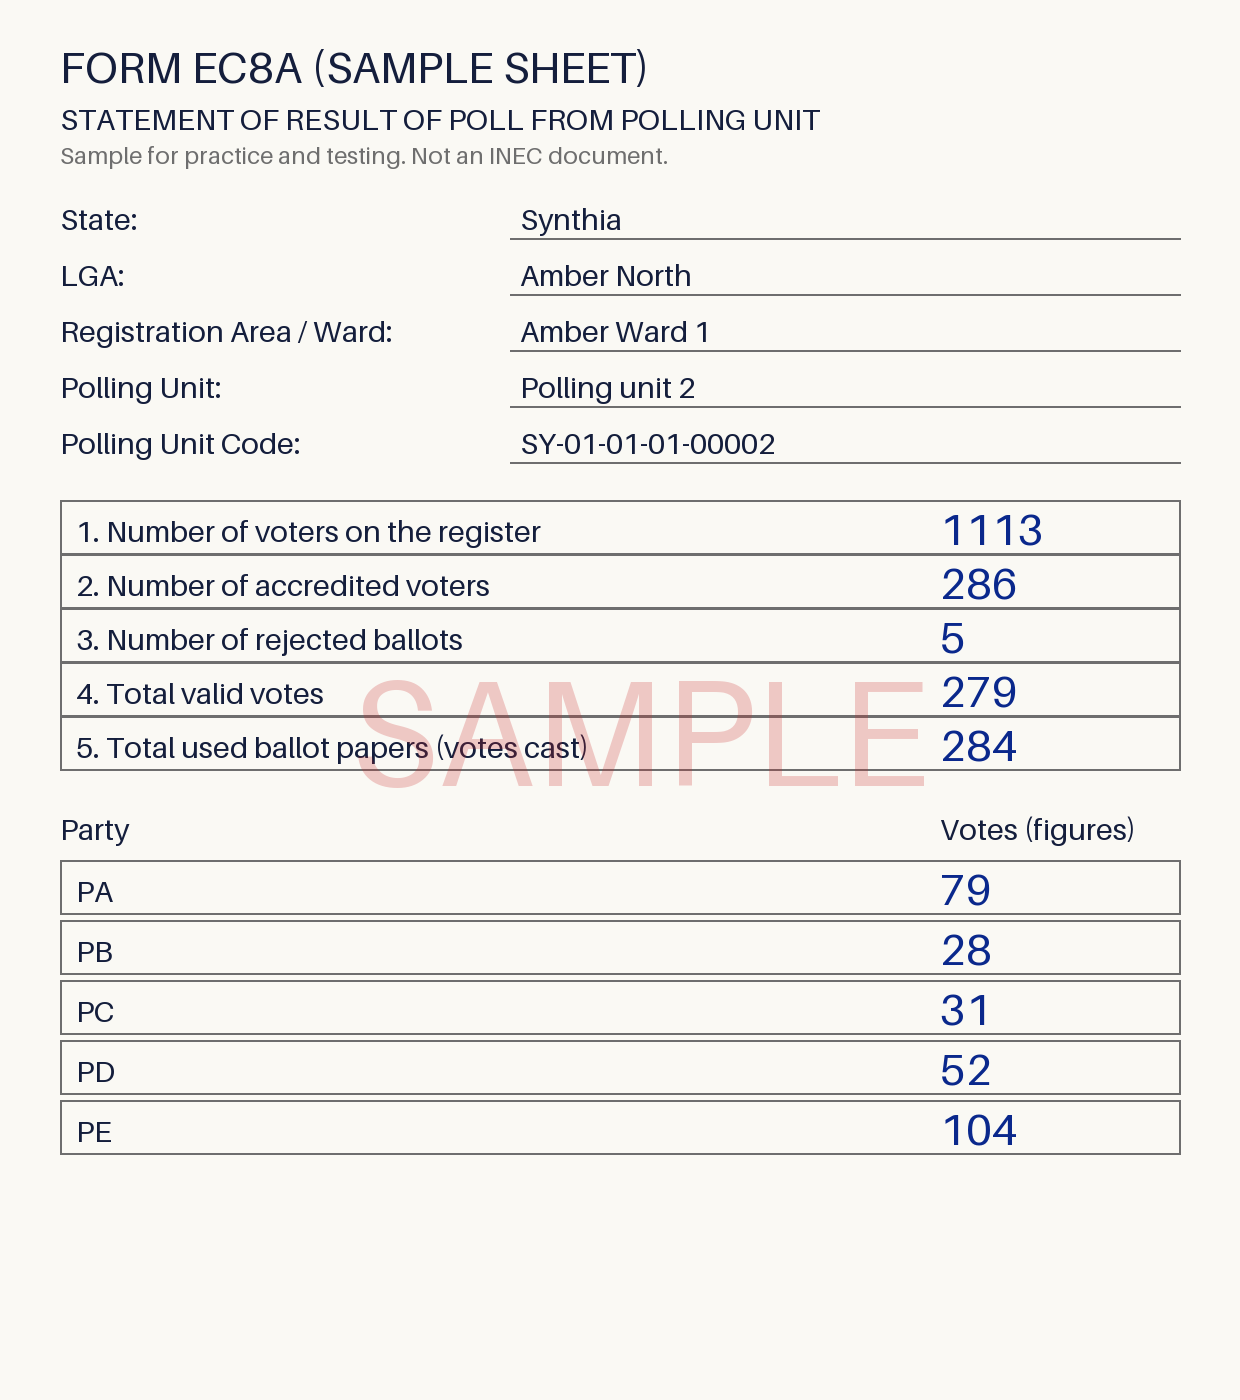 FORM EC8A (SAMPLE SHEET)
STATEMENT OF RESULT OF POLL FROM POLLING UNIT
Sample for practice and testing. Not an INEC document.
State: Synthia
LGA: Amber North
Registration Area / Ward: Amber Ward 1
Polling Unit: Polling unit 2
Polling Unit Code: SY-01-01-01-00002
1. Number of voters on the register 1113
2. Number of accredited voters 286
3. Number of rejected ballots 5
4. Total valid votes 279
5. Total used ballot papers (votes cast) 284
SAMPLE
Party Votes (figures)
PA 79
PB 28
PC 31
PD 52
PE 104